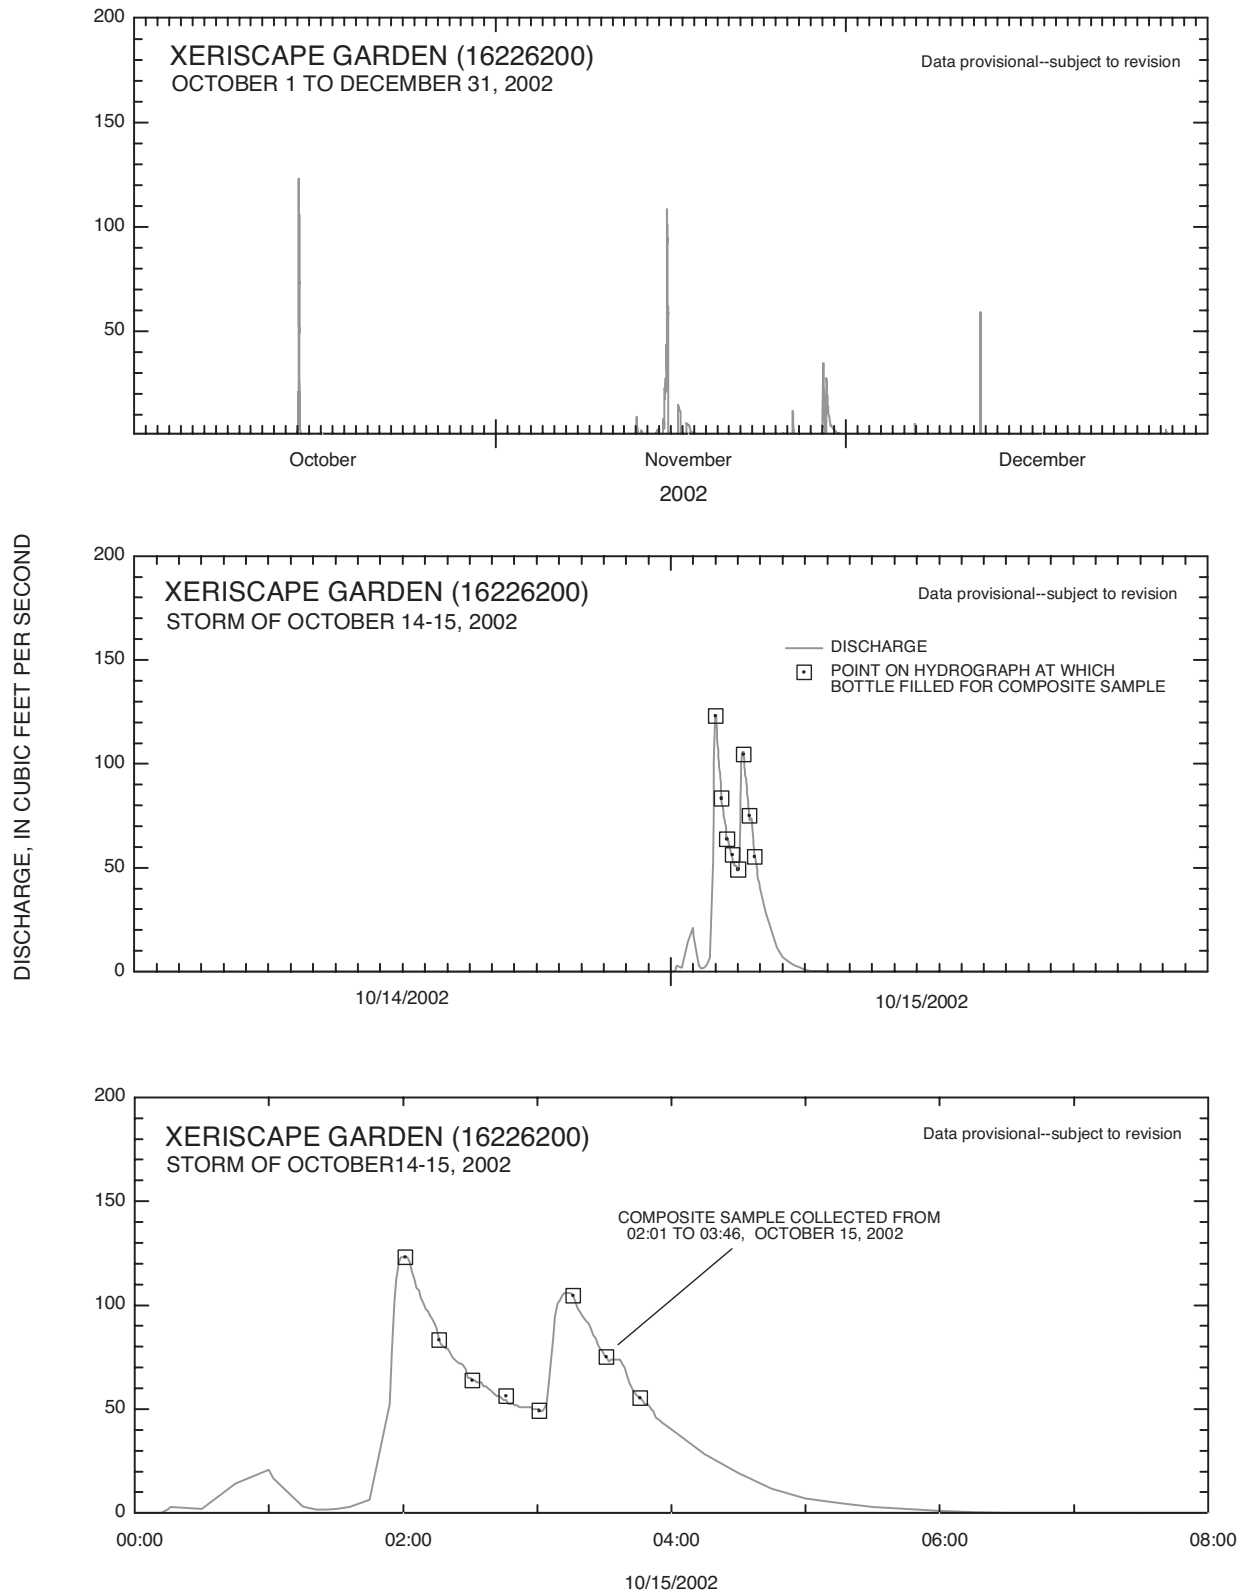 200
XERISCAPE GARDEN (16226200)
Data provisional--subject to revision
OCTOBER 1 TO DECEMBER 31, 2002
150
100
50
October
November
December
2002
DISCHARGE, IN CUBIC FEET PER SECOND
200
XERISCAPE GARDEN (16226200)
Data provisional--subject to revision
STORM OF OCTOBER 14-15, 2002
DISCHARGE
150
POINT ON HYDROGRAPH AT WHICH
BOTTLE FILLED FOR COMPOSITE SAMPLE
100
50
0
10/14/2002
10/15/2002
200
XERISCAPE GARDEN (16226200)
Data provisional--subject to revision
STORM OF OCTOBER14-15, 2002
150
COMPOSITE SAMPLE COLLECTED FROM
02:01 TO 03:46, OCTOBER 15, 2002
100
50
0
00:00
02:00
04:00
06:00
08:00
10/15/2002